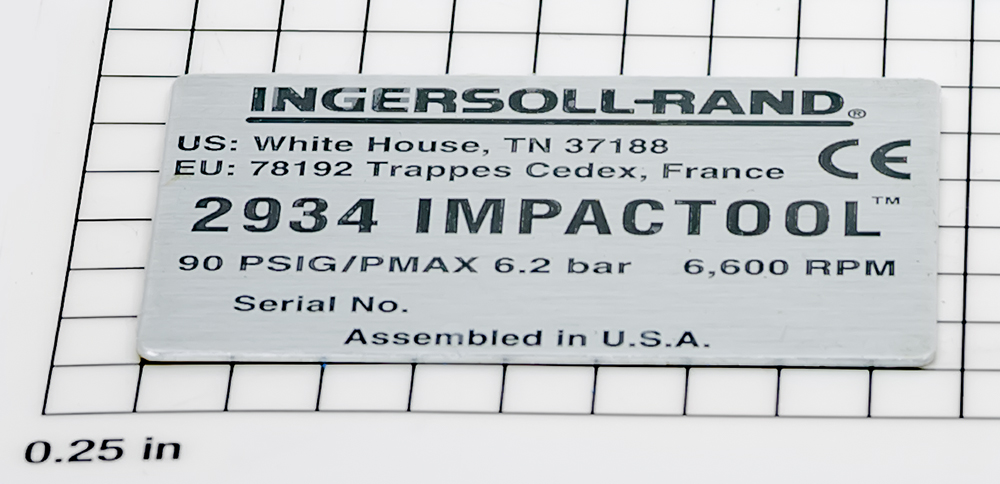 INGERSOLL-RAND®
US: White House, TN 37188
EU: 78192 Trappes Cedex, France
CE
2934 IMPACTOOL™
90 PSIG/PMAX 6.2 bar 6,600 RPM
Serial No.
Assembled in U.S.A.
0.25 in